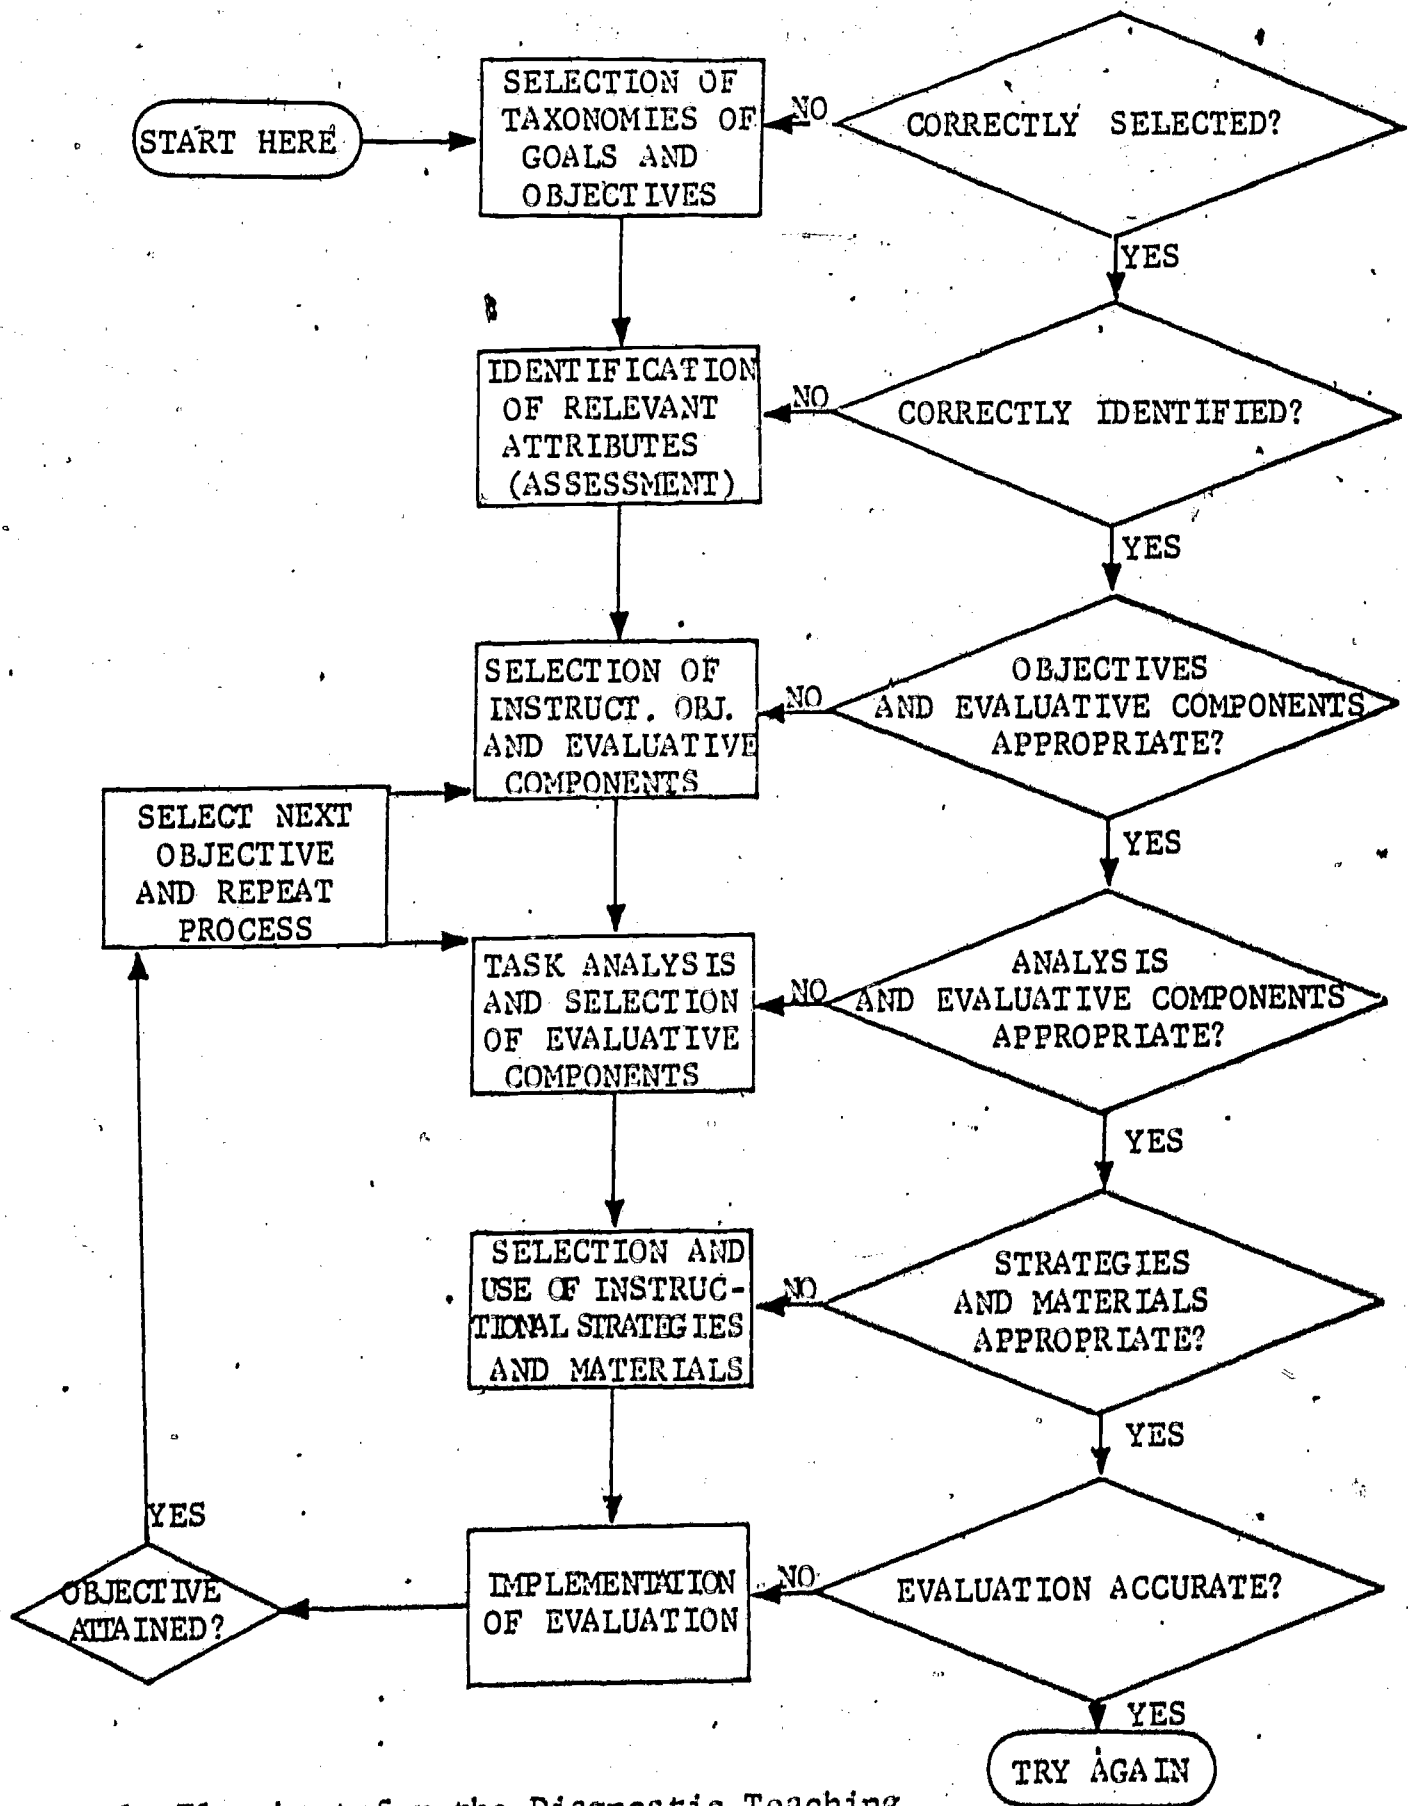 START HERE
SELECTION OF
TAXONOMIES OF
GOALS AND
OBJECTIVES
NO
CORRECTLY SELECTED?
YES
IDENTIFICATION
OF RELEVANT
ATTRIBUTES
(ASSESSMENT)
NO
CORRECTLY IDENTIFIED?
YES
SELECTION OF
INSTRUCT. OBJ.
AND EVALUATIVE
COMPONENTS
NO
OBJECTIVES
AND EVALUATIVE COMPONENTS
APPROPRIATE?
YES
SELECT NEXT
OBJECTIVE
AND REPEAT
PROCESS
TASK ANALYSIS
AND SELECTION
OF EVALUATIVE
COMPONENTS
NO
ANALYSIS
AND EVALUATIVE COMPONENTS
APPROPRIATE?
YES
SELECTION AND
USE OF INSTRUC-
TIONAL STRATEGIES
AND MATERIALS
NO
STRATEGIES
AND MATERIALS
APPROPRIATE?
YES
YES
OBJECTIVE
ATTAINED?
IMPLEMENTATION
OF EVALUATION
NO
EVALUATION ACCURATE?
YES
TRY AGAIN
the Diagnostic Teaching